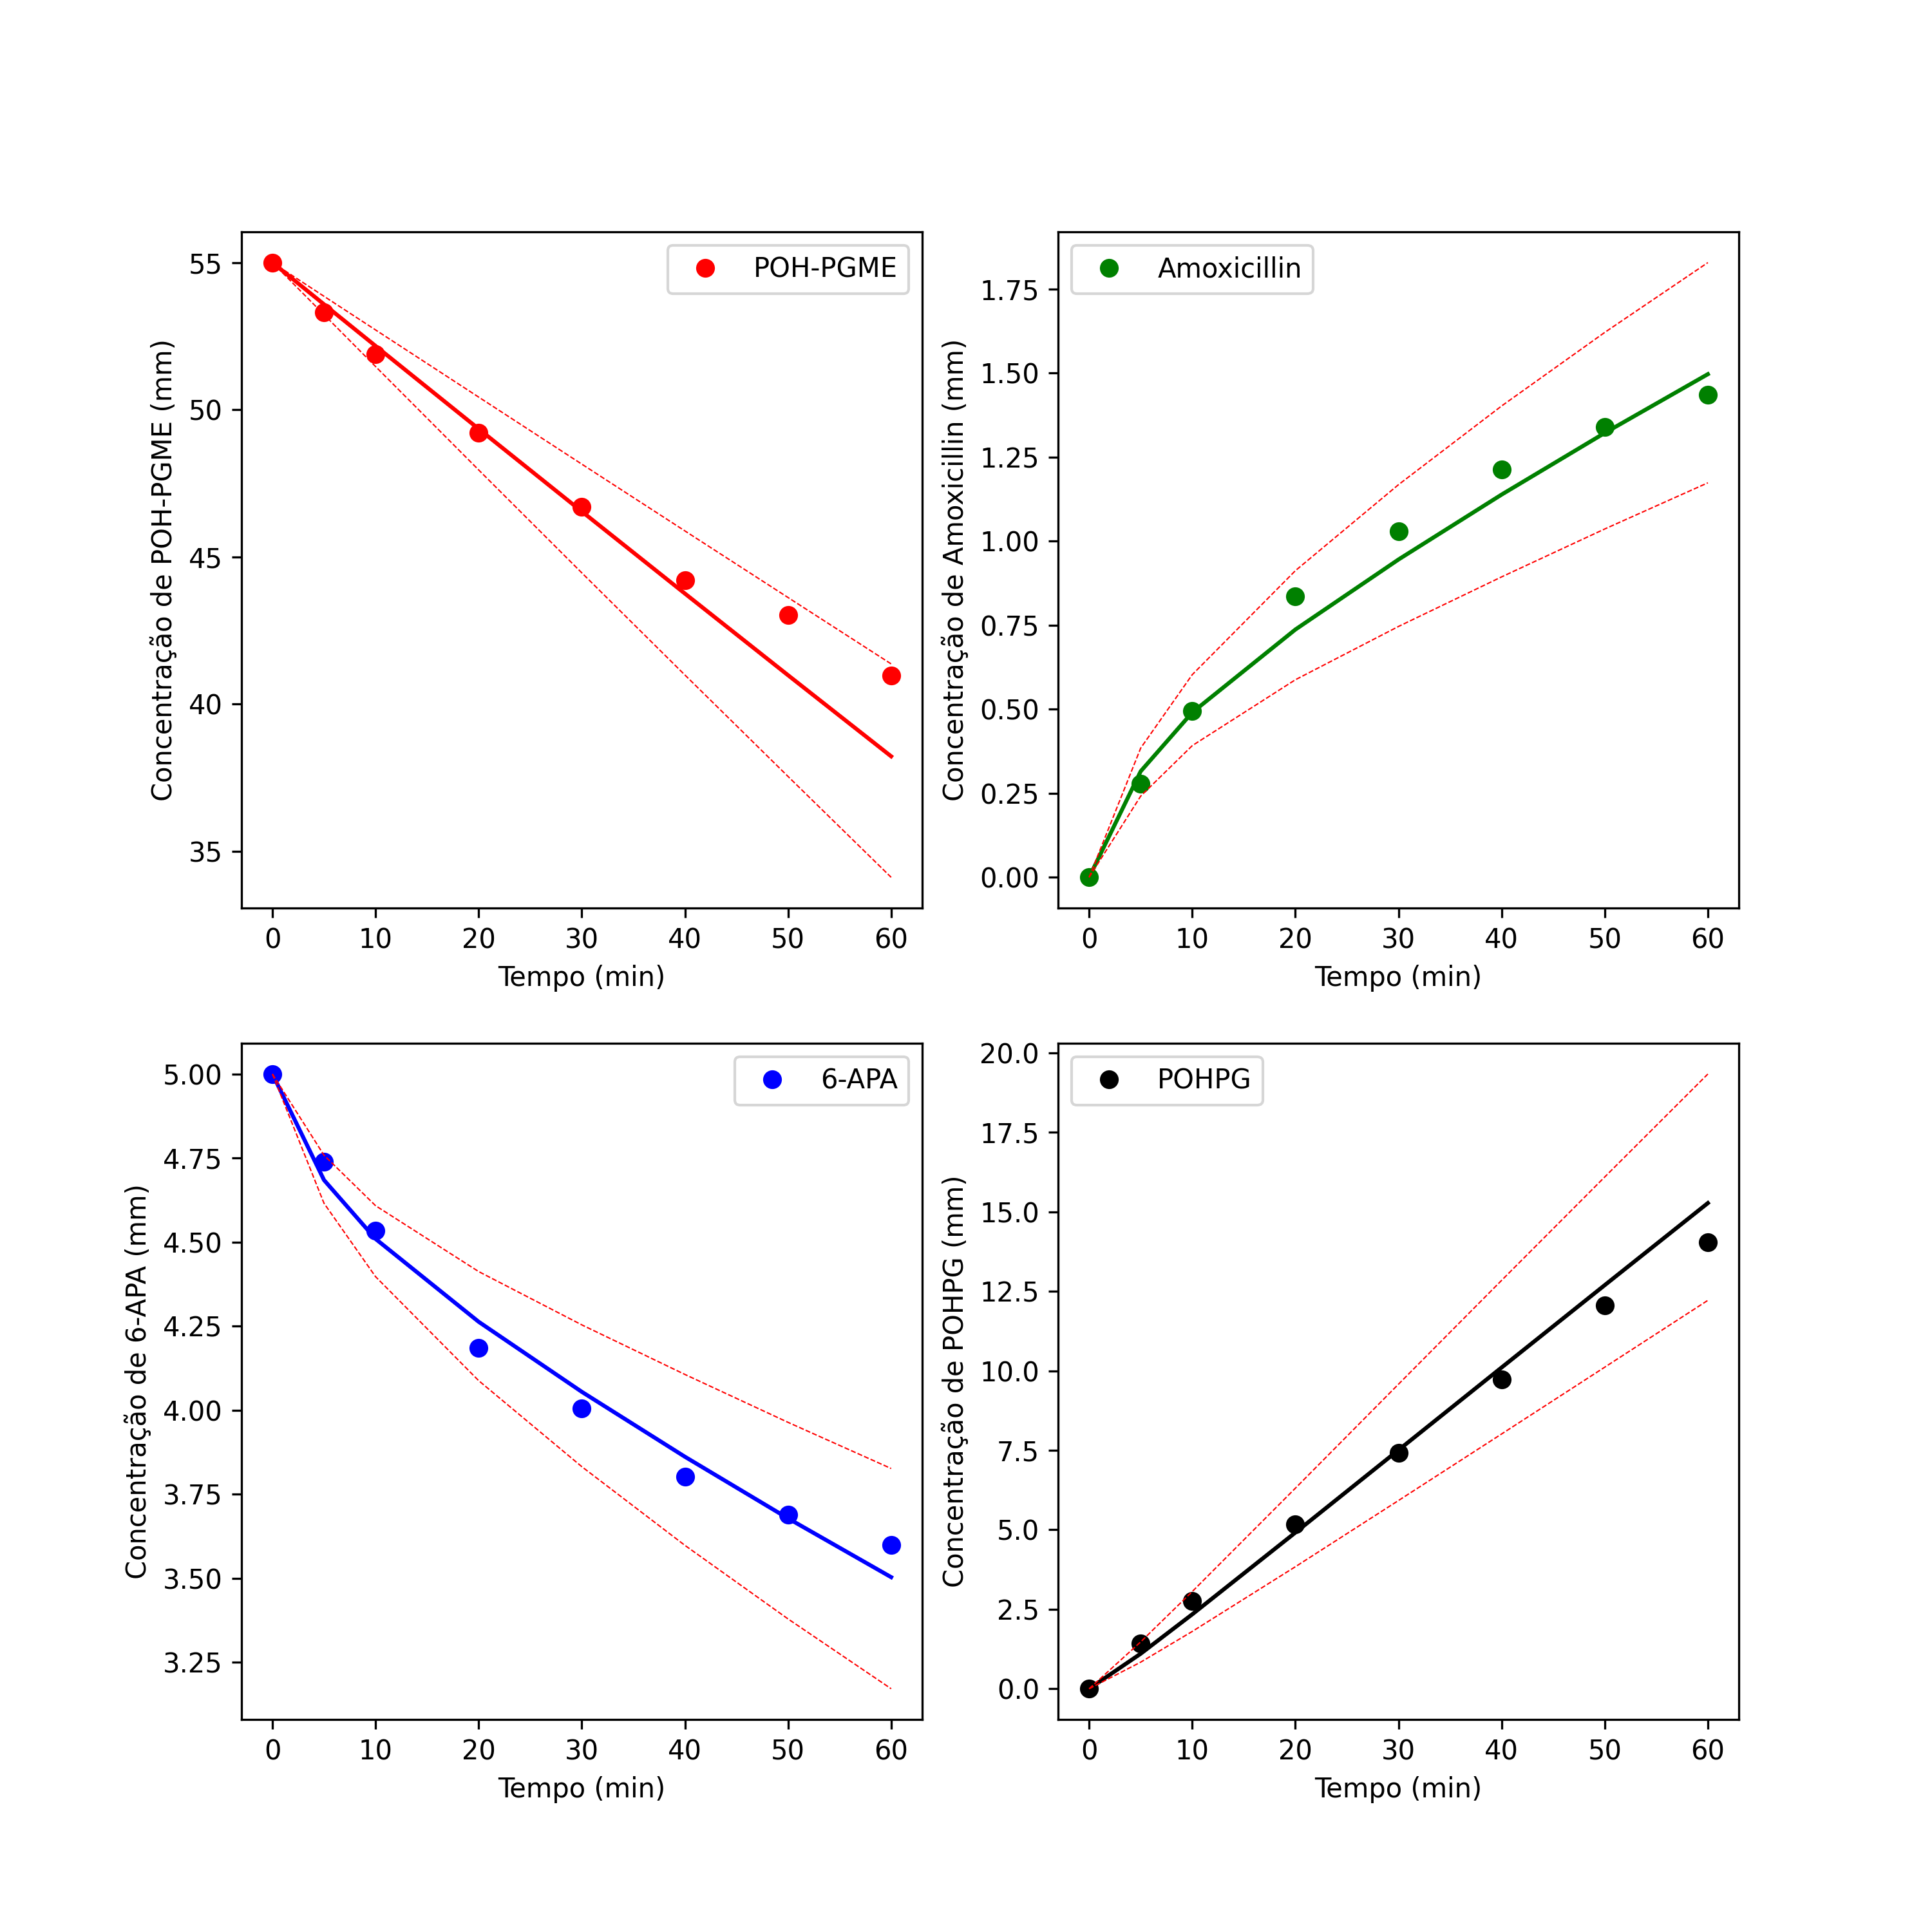 POH-PGME
55
50
45
40
35
Concentração de POH-PGME (mm)
0 10 20 30 40 50 60
Tempo (min)
Amoxicillin
1.75
1.50
1.25
1.00
0.75
0.50
0.25
0.00
Concentração de Amoxicillin (mm)
0 10 20 30 40 50 60
Tempo (min)
6-APA
5.00
4.75
4.50
4.25
4.00
3.75
3.50
3.25
Concentração de 6-APA (mm)
0 10 20 30 40 50 60
Tempo (min)
POHPG
20.0
17.5
15.0
12.5
10.0
7.5
5.0
2.5
0.0
Concentração de POHPG (mm)
0 10 20 30 40 50 60
Tempo (min)